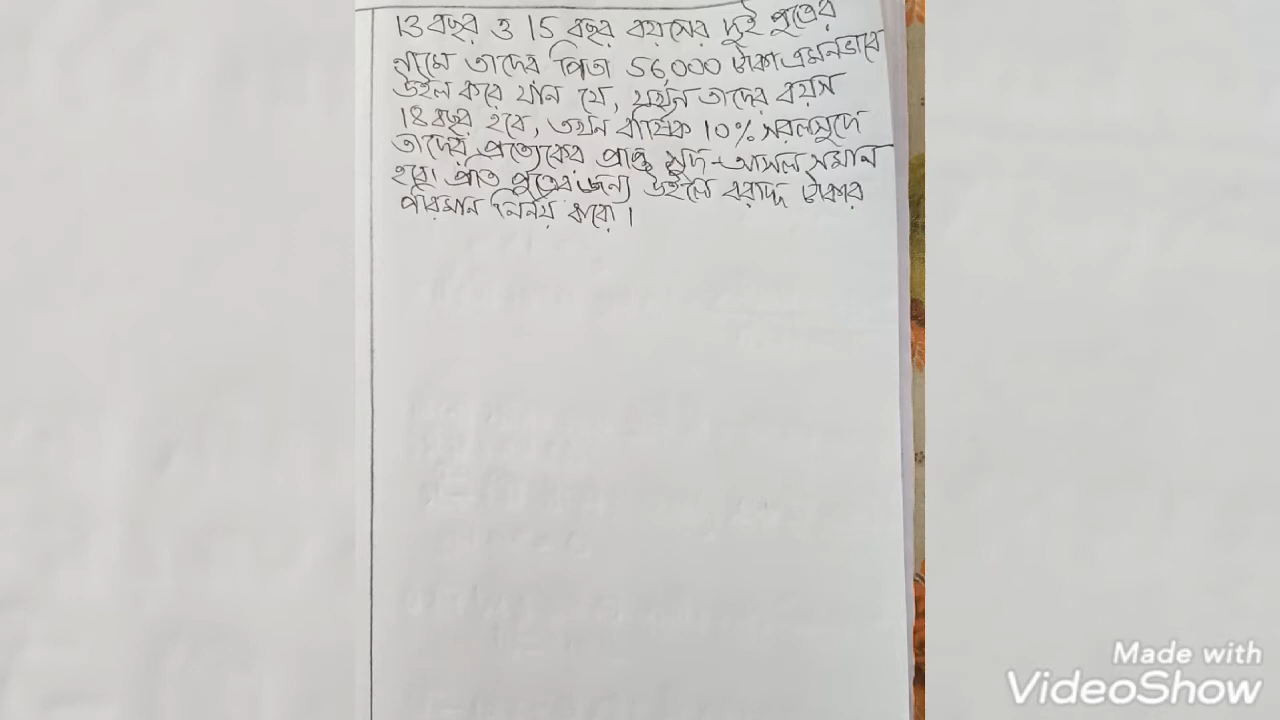 13 বছর ও 15 বছর বয়সের দুই পুত্রের
নামে তাদের পিতা 56,000 টাকা এমনভাবে
উইল করে যান যে, যখন তাদের বয়স
18 বছর হবে, তখন বার্ষিক 10% সরলসুদে
তাদের প্রত্যেকের প্রাপ্ত সুদ-আসল সমান
হবে। প্রতি পুত্রের জন্য উইলে বরাদ্দ টাকার
পরিমান নির্নয় করো।
Made with
VideoShow